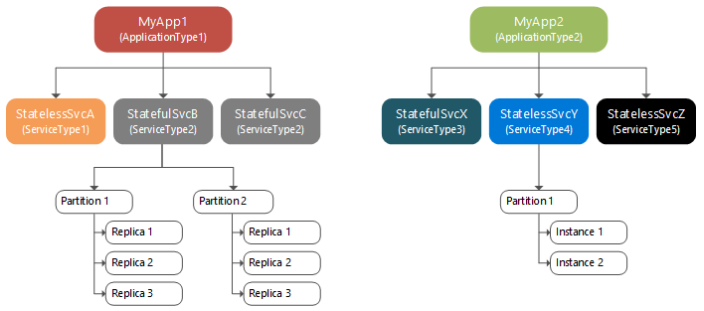 MyApp1
(ApplicationType1)
MyApp2
(ApplicationType2)
StatelessSvcA
(ServiceType1)
StatefulSvcB
(ServiceType2)
StatefulSvcC
(ServiceType2)
StatefulSvcX
(ServiceType3)
StatelessSvcY
(ServiceType4)
StatelessSvcZ
(ServiceType5)
Partition 1
Replica 1
Replica 2
Replica 3
Partition 2
Replica 1
Replica 2
Replica 3
Partition 1
Instance 1
Instance 2